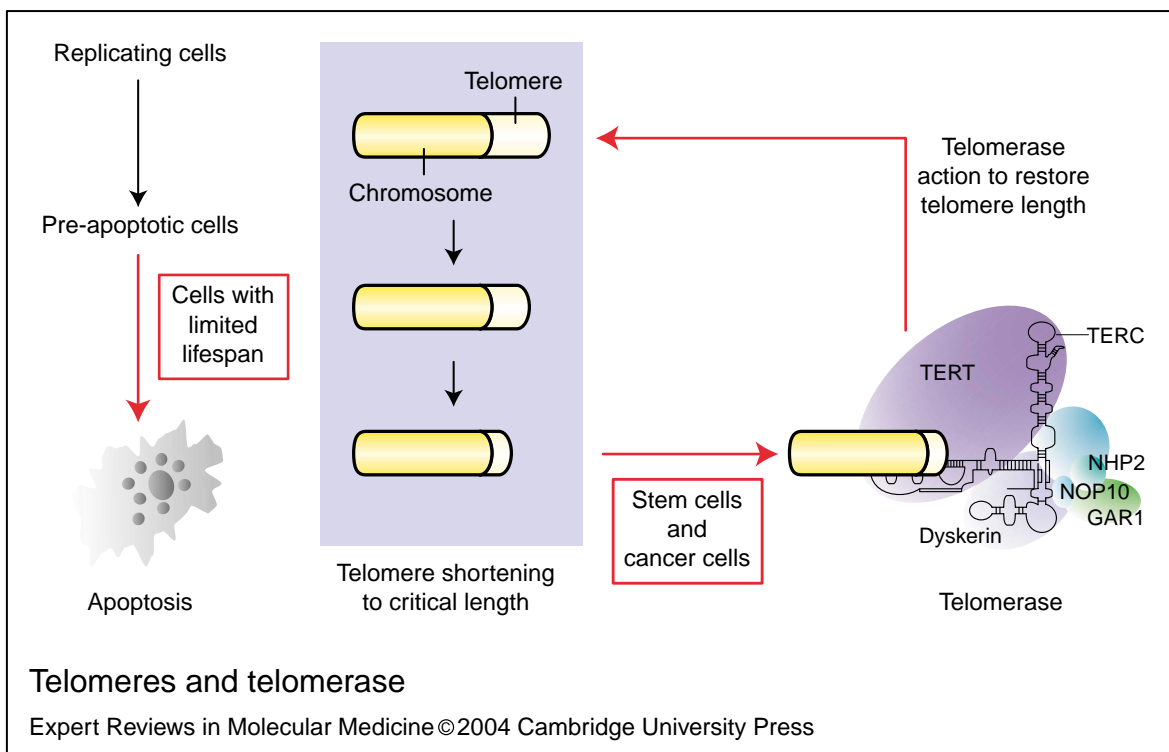 Replicating cells
Pre-apoptotic cells
Cells with
limited
lifespan
Apoptosis
Telomere
Chromosome
Telomere shortening
to critical length
Stem cells
and
cancer cells
Telomerase
action to restore
telomere length
TERT
TERC
NHP2
NOP10
GAR1
Dyskerin
Telomerase
Telomeres and telomerase
Expert Reviews in Molecular Medicine ©2004 Cambridge University Press